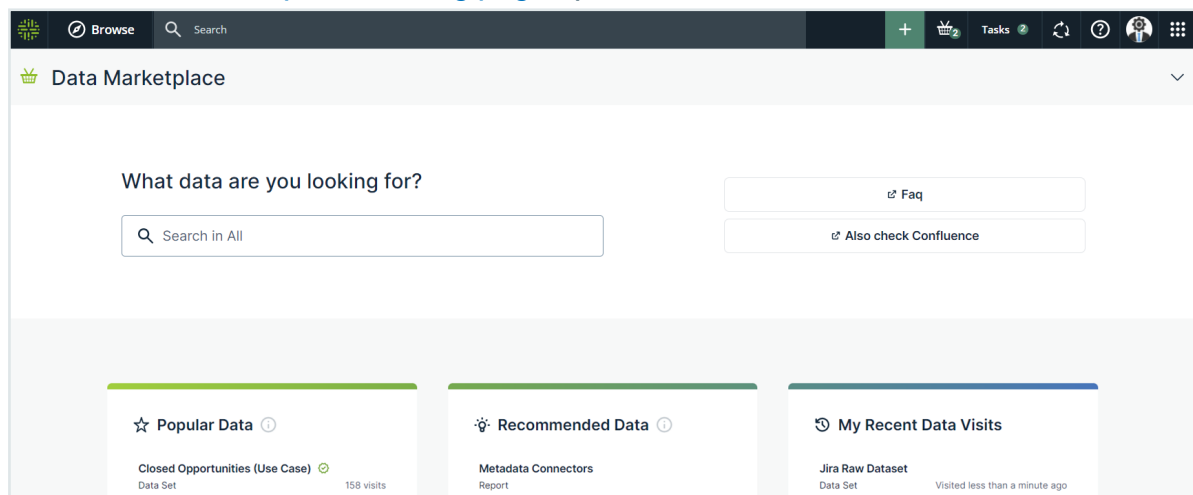 Browse
Search
2
Tasks 2
Data Marketplace
What data are you looking for?
Search in All
Faq
Also check Confluence
Popular Data
Closed Opportunities (Use Case)
Data Set 158 visits
Recommended Data
Metadata Connectors
Report
My Recent Data Visits
Jira Raw Dataset
Data Set Visited less than a minute ago